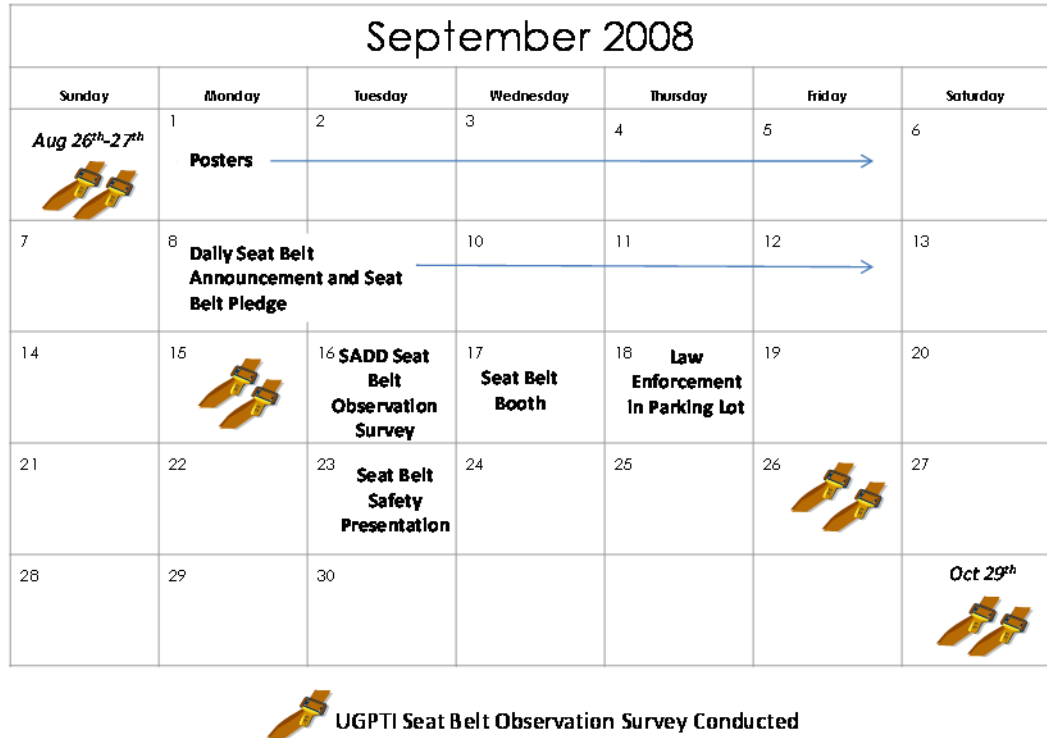 September 2008
Sunday Monday Tuesday Wednesday Thursday Friday Saturday
Aug 26th-27th
1
Posters
2
3
4
5
6
7
8
Daily Seat Belt
Announcement and Seat
Belt Pledge
10
11
12
13
14
15
16 SADD Seat
Belt
Observation
Survey
17
Seat Belt
Booth
18 Law
Enforcement
in Parking Lot
19
20
21
22
23
Seat Belt
Safety
Presentation
24
25
26
27
28
29
30
Oct 29th
UGPTI Seat Belt Observation Survey Conducted